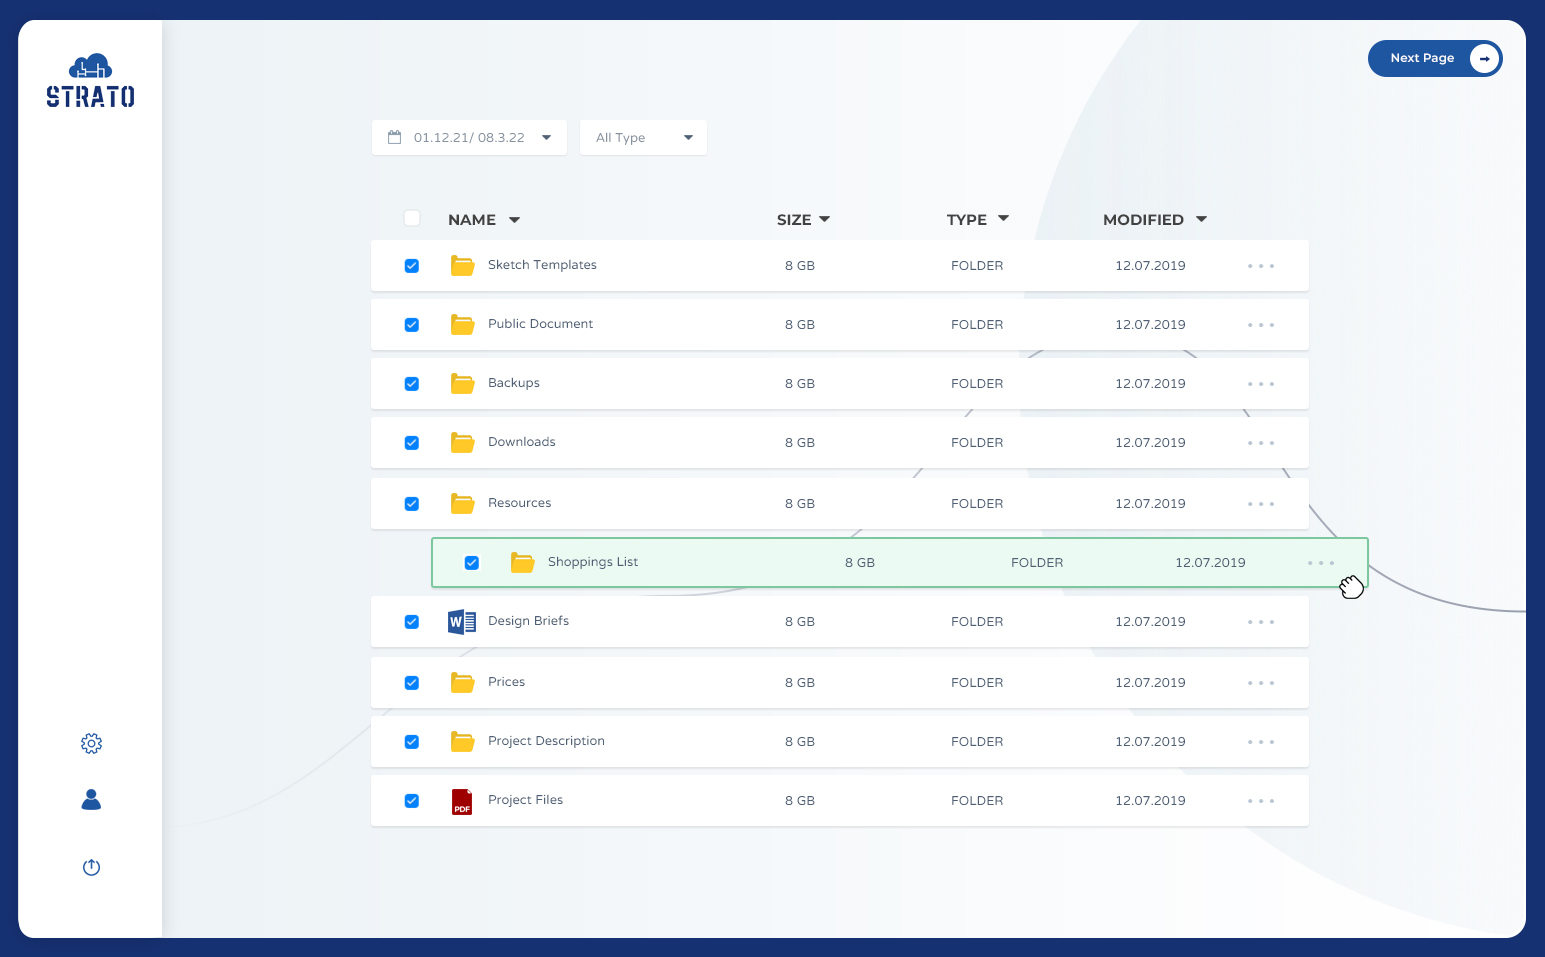 STRATO
Next Page
01.12.21/ 08.3.22 All Type
NAME SIZE TYPE MODIFIED
Sketch Templates 8 GB FOLDER 12.07.2019
Public Document 8 GB FOLDER 12.07.2019
Backups 8 GB FOLDER 12.07.2019
Downloads 8 GB FOLDER 12.07.2019
Resources 8 GB FOLDER 12.07.2019
Shoppings List 8 GB FOLDER 12.07.2019
W Design Briefs 8 GB FOLDER 12.07.2019
Prices 8 GB FOLDER 12.07.2019
Project Description 8 GB FOLDER 12.07.2019
PDF Project Files 8 GB FOLDER 12.07.2019